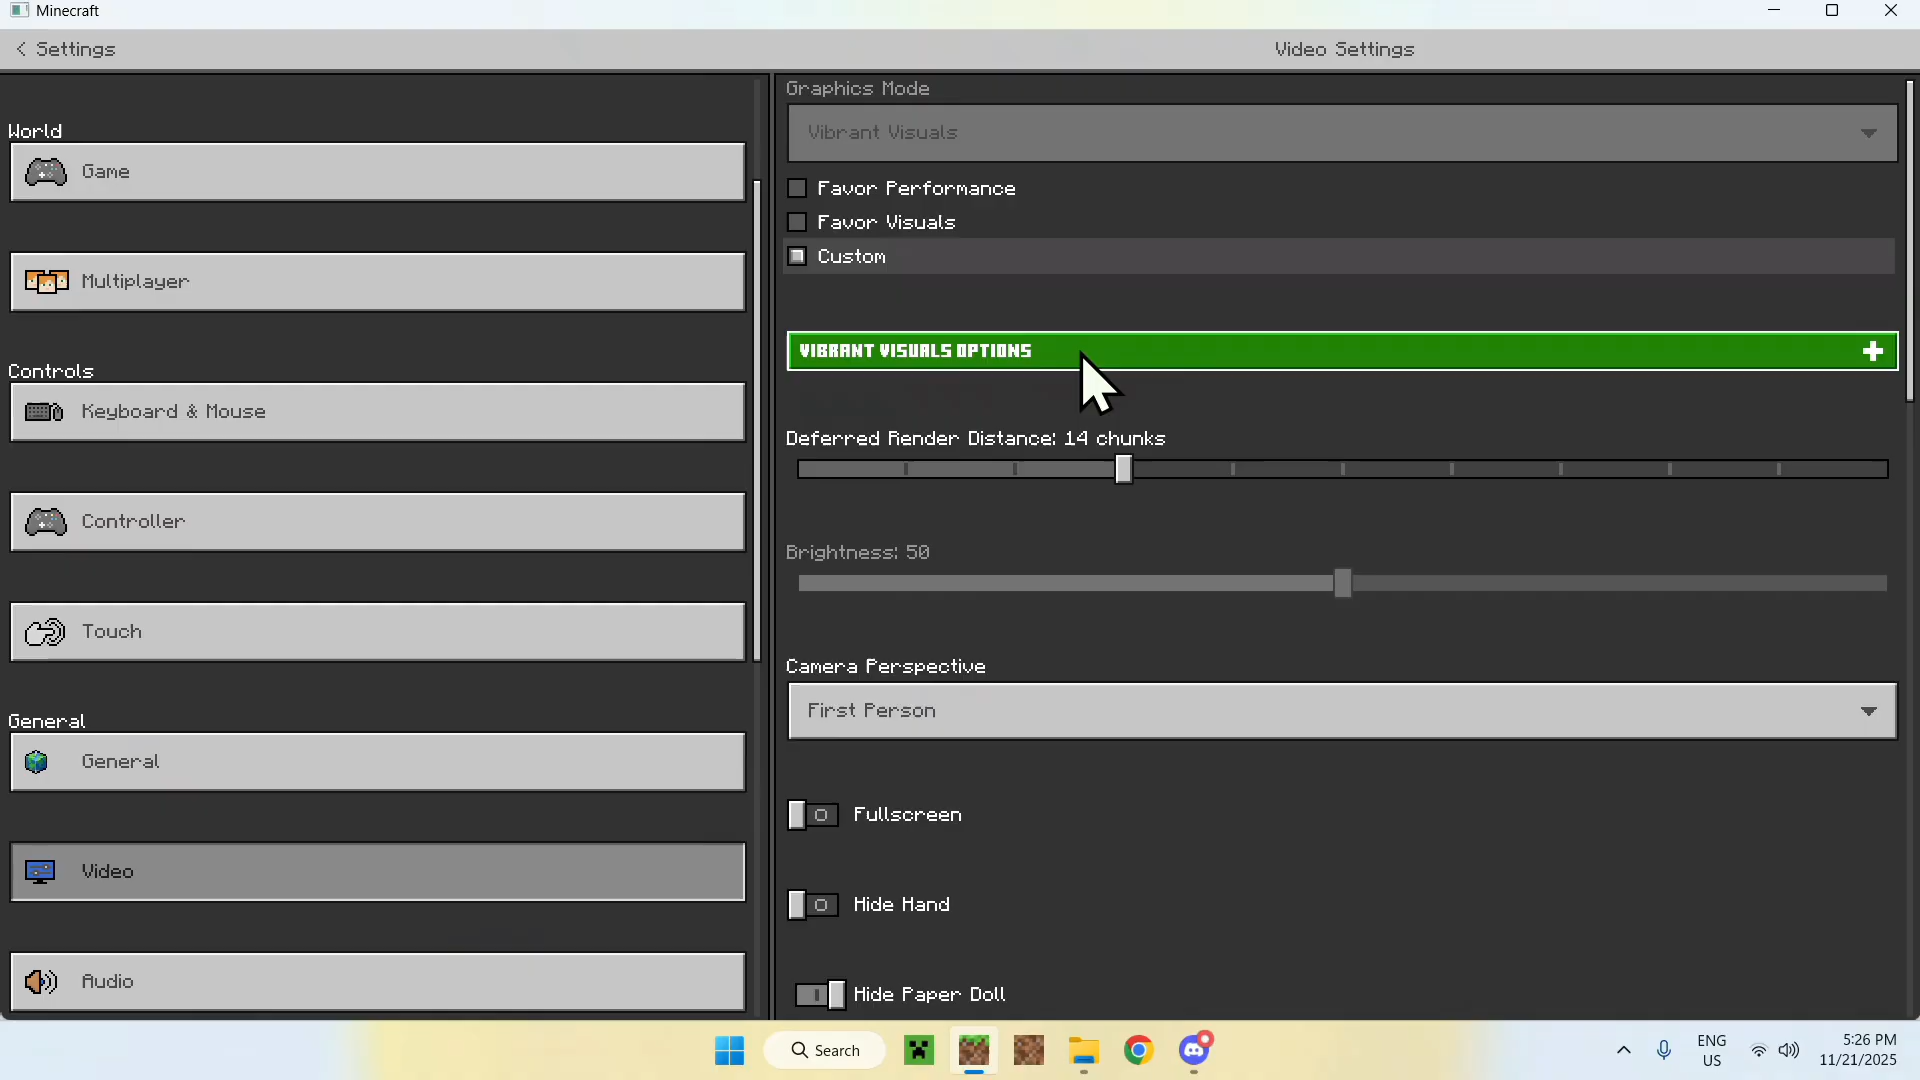 Minecraft
Settings
Video Settings
World
Game
Multiplayer
Controls
Keyboard & Mouse
Controller
Touch
General
General
Video
Audio
Graphics Mode
Vibrant Visuals
Favor Performance
Favor Visuals
Custom
VIBRANT VISUALS OPTIONS
Deferred Render Distance: 14 chunks
Brightness: 50
Camera Perspective
First Person
Fullscreen
Hide Hand
Hide Paper Doll
Search
ENG
US
5:26 PM
11/21/2025